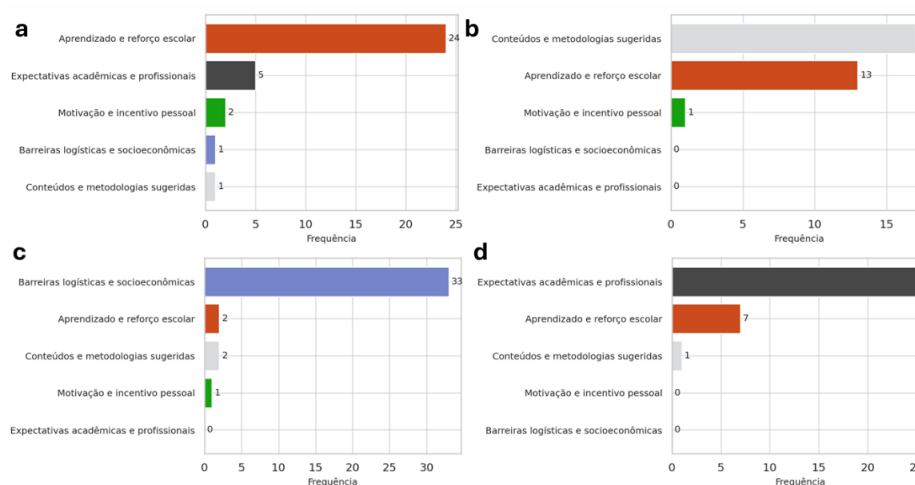 a
Aprendizado e reforço escolar 24
Expectativas acadêmicas e profissionais 5
Motivação e incentivo pessoal 2
Barreiras logísticas e socioeconômicas 1
Conteúdos e metodologias sugeridas 1
0 5 10 15 20 25
Frequência
b
Conteúdos e metodologias sugeridas
Aprendizado e reforço escolar 13
Motivação e incentivo pessoal 1
Barreiras logísticas e socioeconômicas 0
Expectativas acadêmicas e profissionais 0
0 5 10 15
Frequência
c
Barreiras logísticas e socioeconômicas 33
Aprendizado e reforço escolar 2
Conteúdos e metodologias sugeridas 2
Motivação e incentivo pessoal 1
Expectativas acadêmicas e profissionais 0
0 5 10 15 20 25 30
Frequência
d
Expectativas acadêmicas e profissionais
Aprendizado e reforço escolar 7
Conteúdos e metodologias sugeridas 1
Motivação e incentivo pessoal 0
Barreiras logísticas e socioeconômicas 0
0 5 10 15 20 25
Frequência